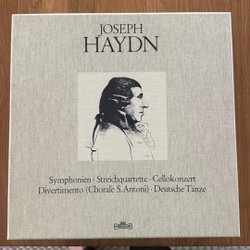 JOSEPH
HAYDN
Symphonien · Streichquartette · Cellokonzert
Divertimento (Chorale S. Antoni) · Deutsche Tänze